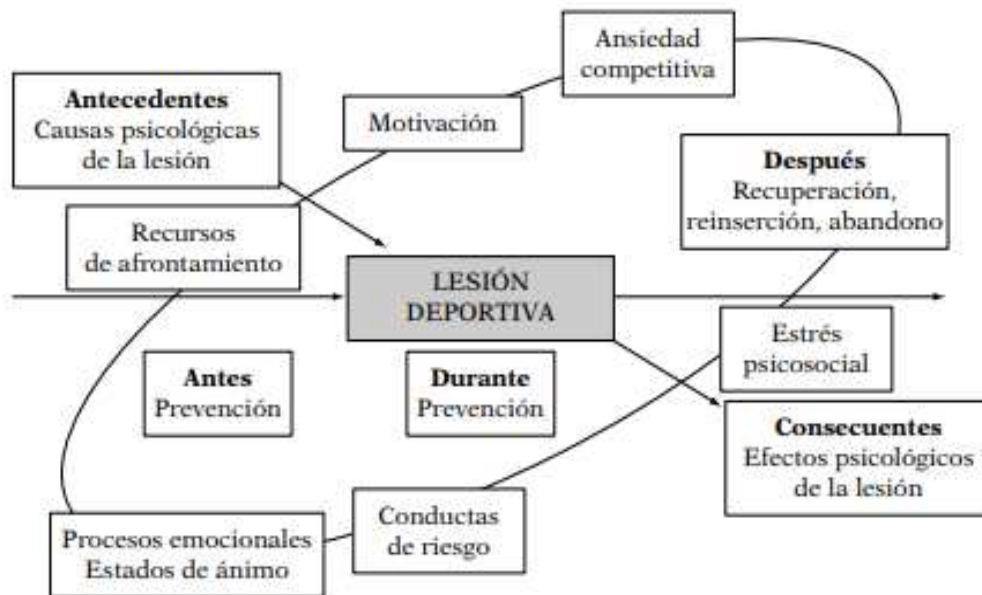 Ansiedad
competitiva
Antecedentes
Causas psicológicas
de la lesión
Motivación
Después
Recuperación,
reinserción, abandono
Recursos
de afrontamiento
LESIÓN
DEPORTIVA
Estrés
psicosocial
Antes
Prevención
Durante
Prevención
Consecuentes
Efectos psicológicos
de la lesión
Conductas
de riesgo
Procesos emocionales
Estados de ánimo